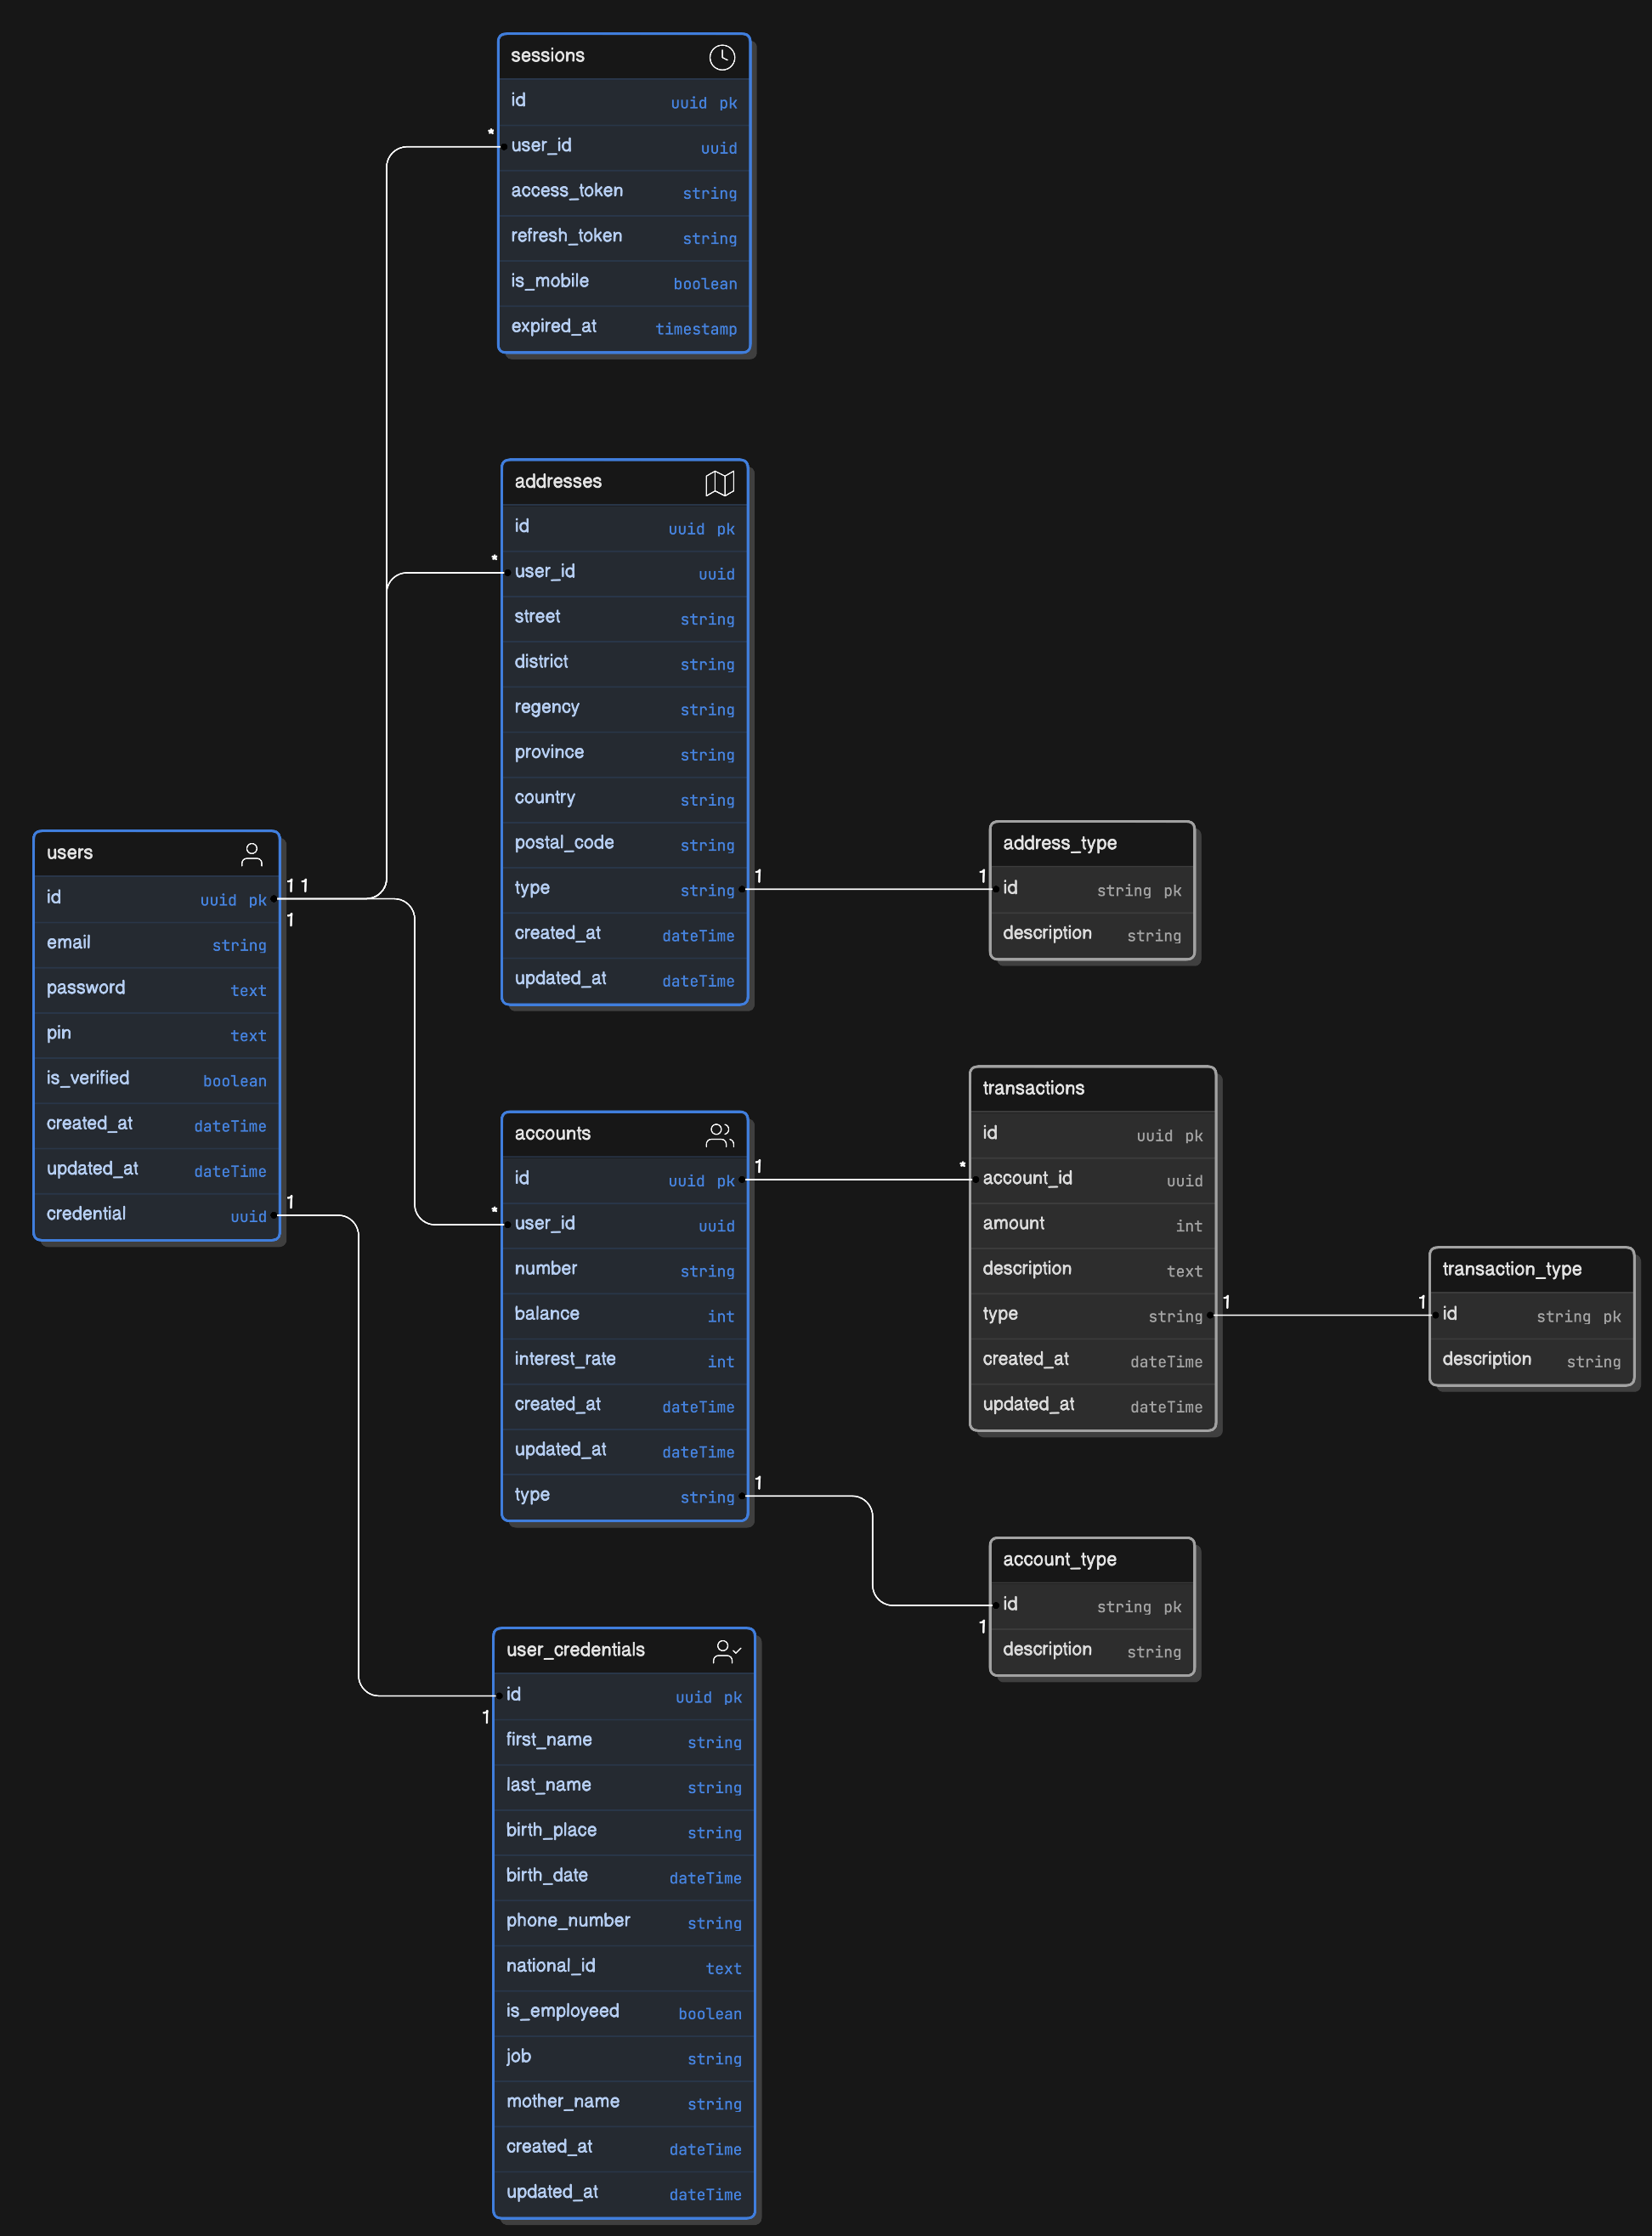 sessions
id uuid pk
*
user_id uuid
access_token string
refresh_token string
is_mobile boolean
expired_at timestamp
addresses
id uuid pk
*
user_id uuid
street string
district string
regency string
province string
country string
postal_code string
type string
1 1
created_at dateTime
updated_at dateTime
address_type
id string pk
description string
users
id uuid pk
1 1
1
email string
password text
pin text
is_verified boolean
created_at dateTime
updated_at dateTime
credential uuid
1
accounts
id uuid pk
1 *
user_id uuid
*
number string
balance int
interest_rate int
created_at dateTime
updated_at dateTime
type string
1
transactions
id uuid pk
account_id uuid
amount int
description text
type string
1 1
created_at dateTime
updated_at dateTime
transaction_type
id string pk
description string
account_type
id string pk
1
description string
user_credentials
id uuid pk
1
first_name string
last_name string
birth_place string
birth_date dateTime
phone_number string
national_id text
is_employeed boolean
job string
mother_name string
created_at dateTime
updated_at dateTime